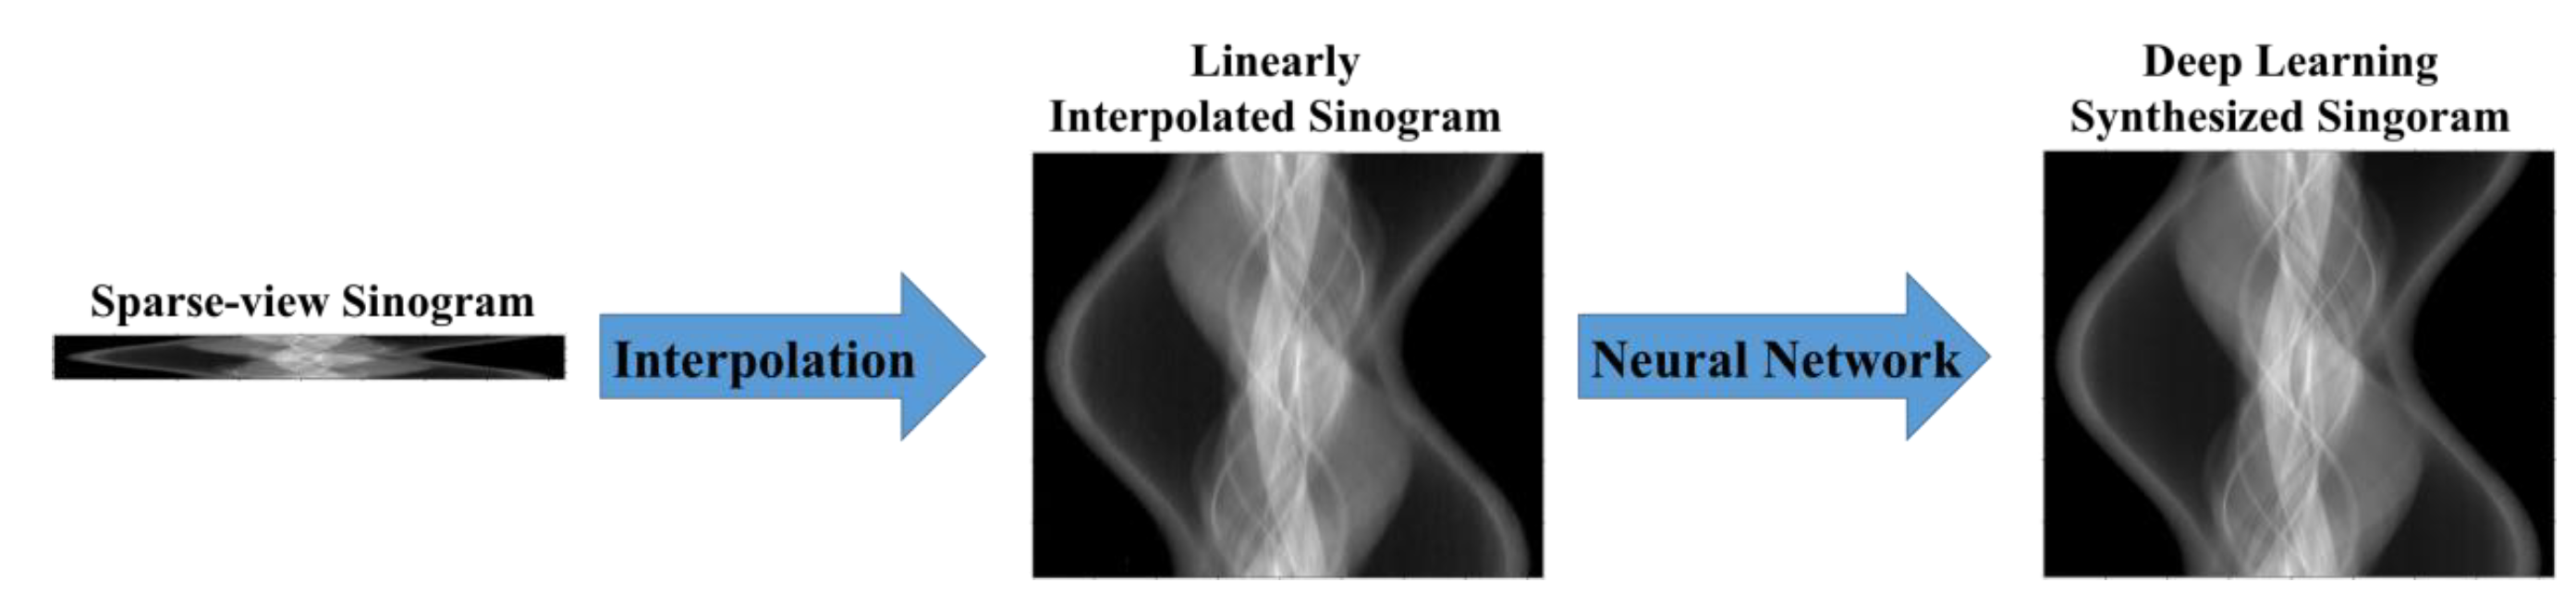 Sparse-view Sinogram
Interpolation
Linearly
Interpolated Sinogram
Neural Network
Deep Learning
Synthesized Singoram